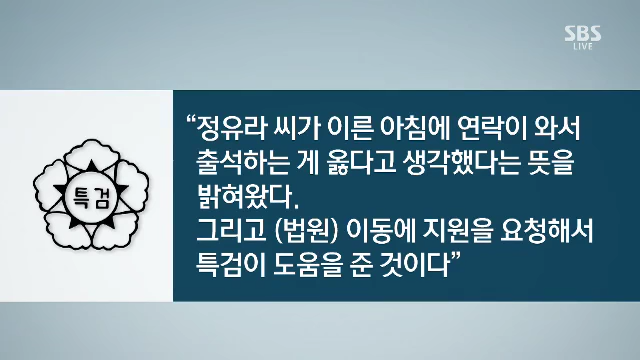 SBS
LIVE
특검
“정유라 씨가 이른 아침에 연락이 와서
출석하는 게 옳다고 생각했다는 뜻을
밝혀왔다.
그리고 (법원) 이동에 지원을 요청해서
특검이 도움을 준 것이다”